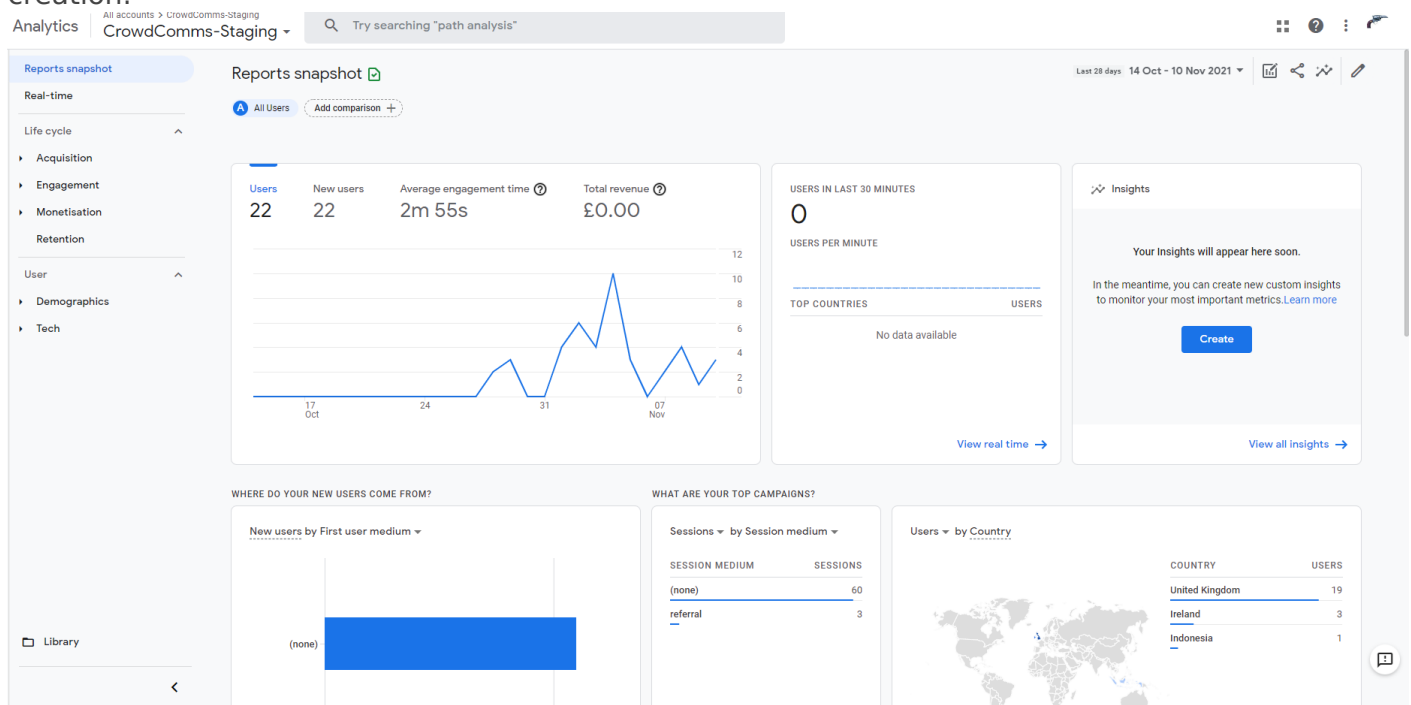 creation.
All accounts > CrowdComms-Staging
Analytics
CrowdComms-Staging
Try searching "path analysis"
Reports snapshot
Real-time
Life cycle
Acquisition
Engagement
Monetisation
Retention
User
Demographics
Tech
Library
Reports snapshot
Last 28 days 14 Oct - 10 Nov 2021
A All Users
Add comparison +
Users
New users
Average engagement time
Total revenue
22
22
2m 55s
£0.00
12
10
8
6
4
2
0
17
Oct
24
31
07
Nov
USERS IN LAST 30 MINUTES
0
USERS PER MINUTE
TOP COUNTRIES USERS
No data available
View real time
Insights
Your Insights will appear here soon.
In the meantime, you can create new custom insights
to monitor your most important metrics.Learn more
Create
View all insights
WHERE DO YOUR NEW USERS COME FROM?
New users by First user medium
(none)
WHAT ARE YOUR TOP CAMPAIGNS?
Sessions by Session medium
SESSION MEDIUM SESSIONS
(none) 60
referral 3
Users by Country
COUNTRY USERS
United Kingdom 19
Ireland 3
Indonesia 1